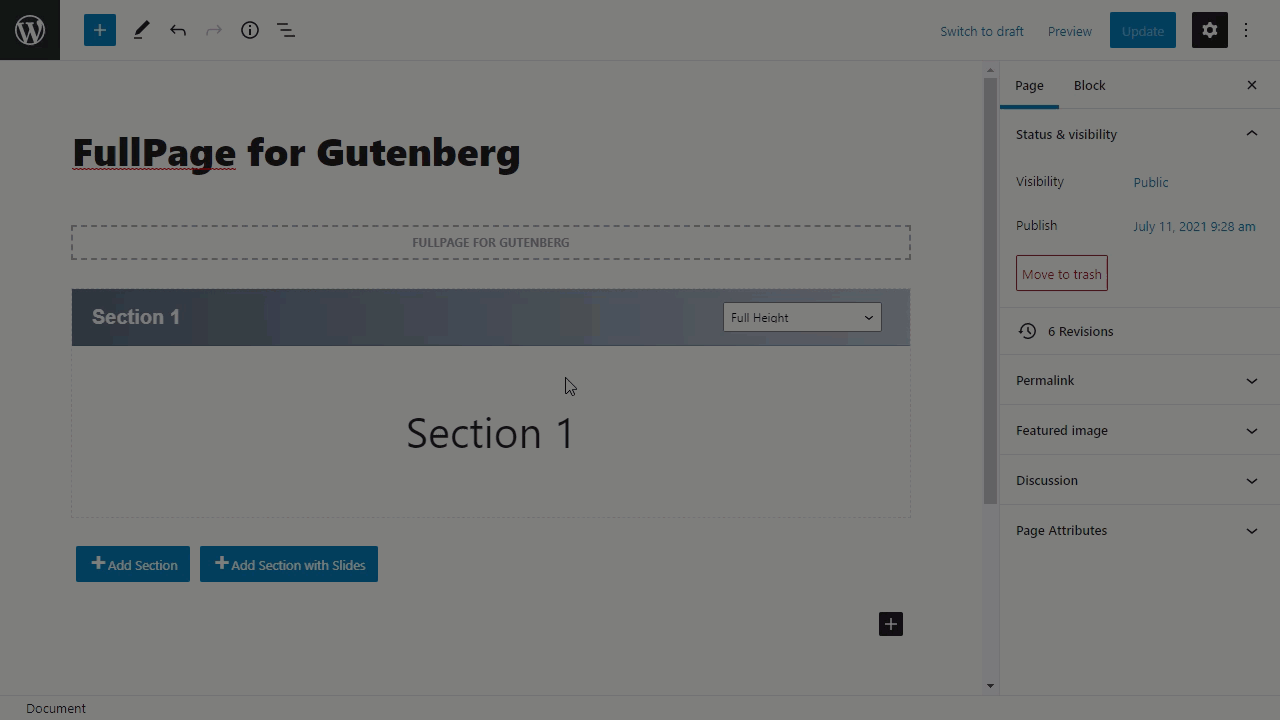 Switch to draft Preview Update
Page Block
FullPage for Gutenberg
Status & visibility
Visibility Public
Publish July 11, 2021 9:28 am
Move to trash
6 Revisions
Permalink
Featured image
Discussion
Page Attributes
FULLPAGE FOR GUTENBERG
Section 1 Full Height
Section 1
Add Section Add Section with Slides
Document